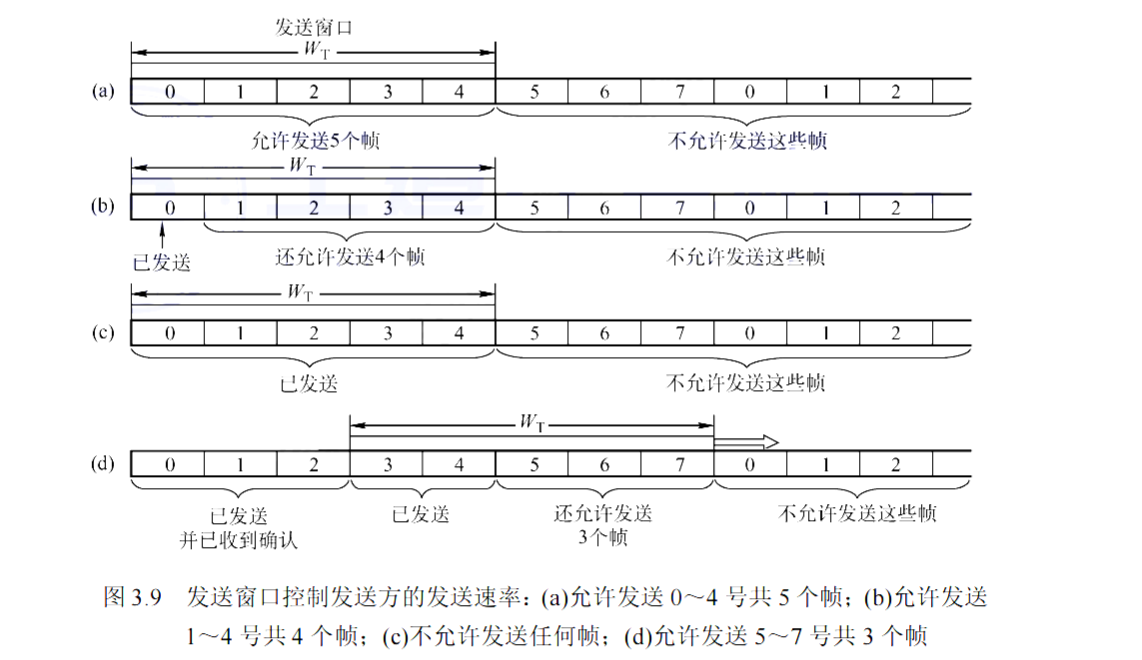 发送窗口
WT
(a) 0 1 2 3 4 5 6 7 0 1 2
允许发送5个帧 不允许发送这些帧
WT
(b) 0 1 2 3 4 5 6 7 0 1 2
已发送 还允许发送4个帧 不允许发送这些帧
WT
(c) 0 1 2 3 4 5 6 7 0 1 2
已发送 不允许发送这些帧
WT
(d) 0 1 2 3 4 5 6 7 0 1 2
已发送 已发送 还允许发送 不允许发送这些帧
并已收到确认 3个帧
图 3.9 发送窗口控制发送方的发送速率：(a)允许发送 0～4 号共 5 个帧；(b)允许发送
1～4 号共 4 个帧；(c)不允许发送任何帧；(d)允许发送 5～7 号共 3 个帧